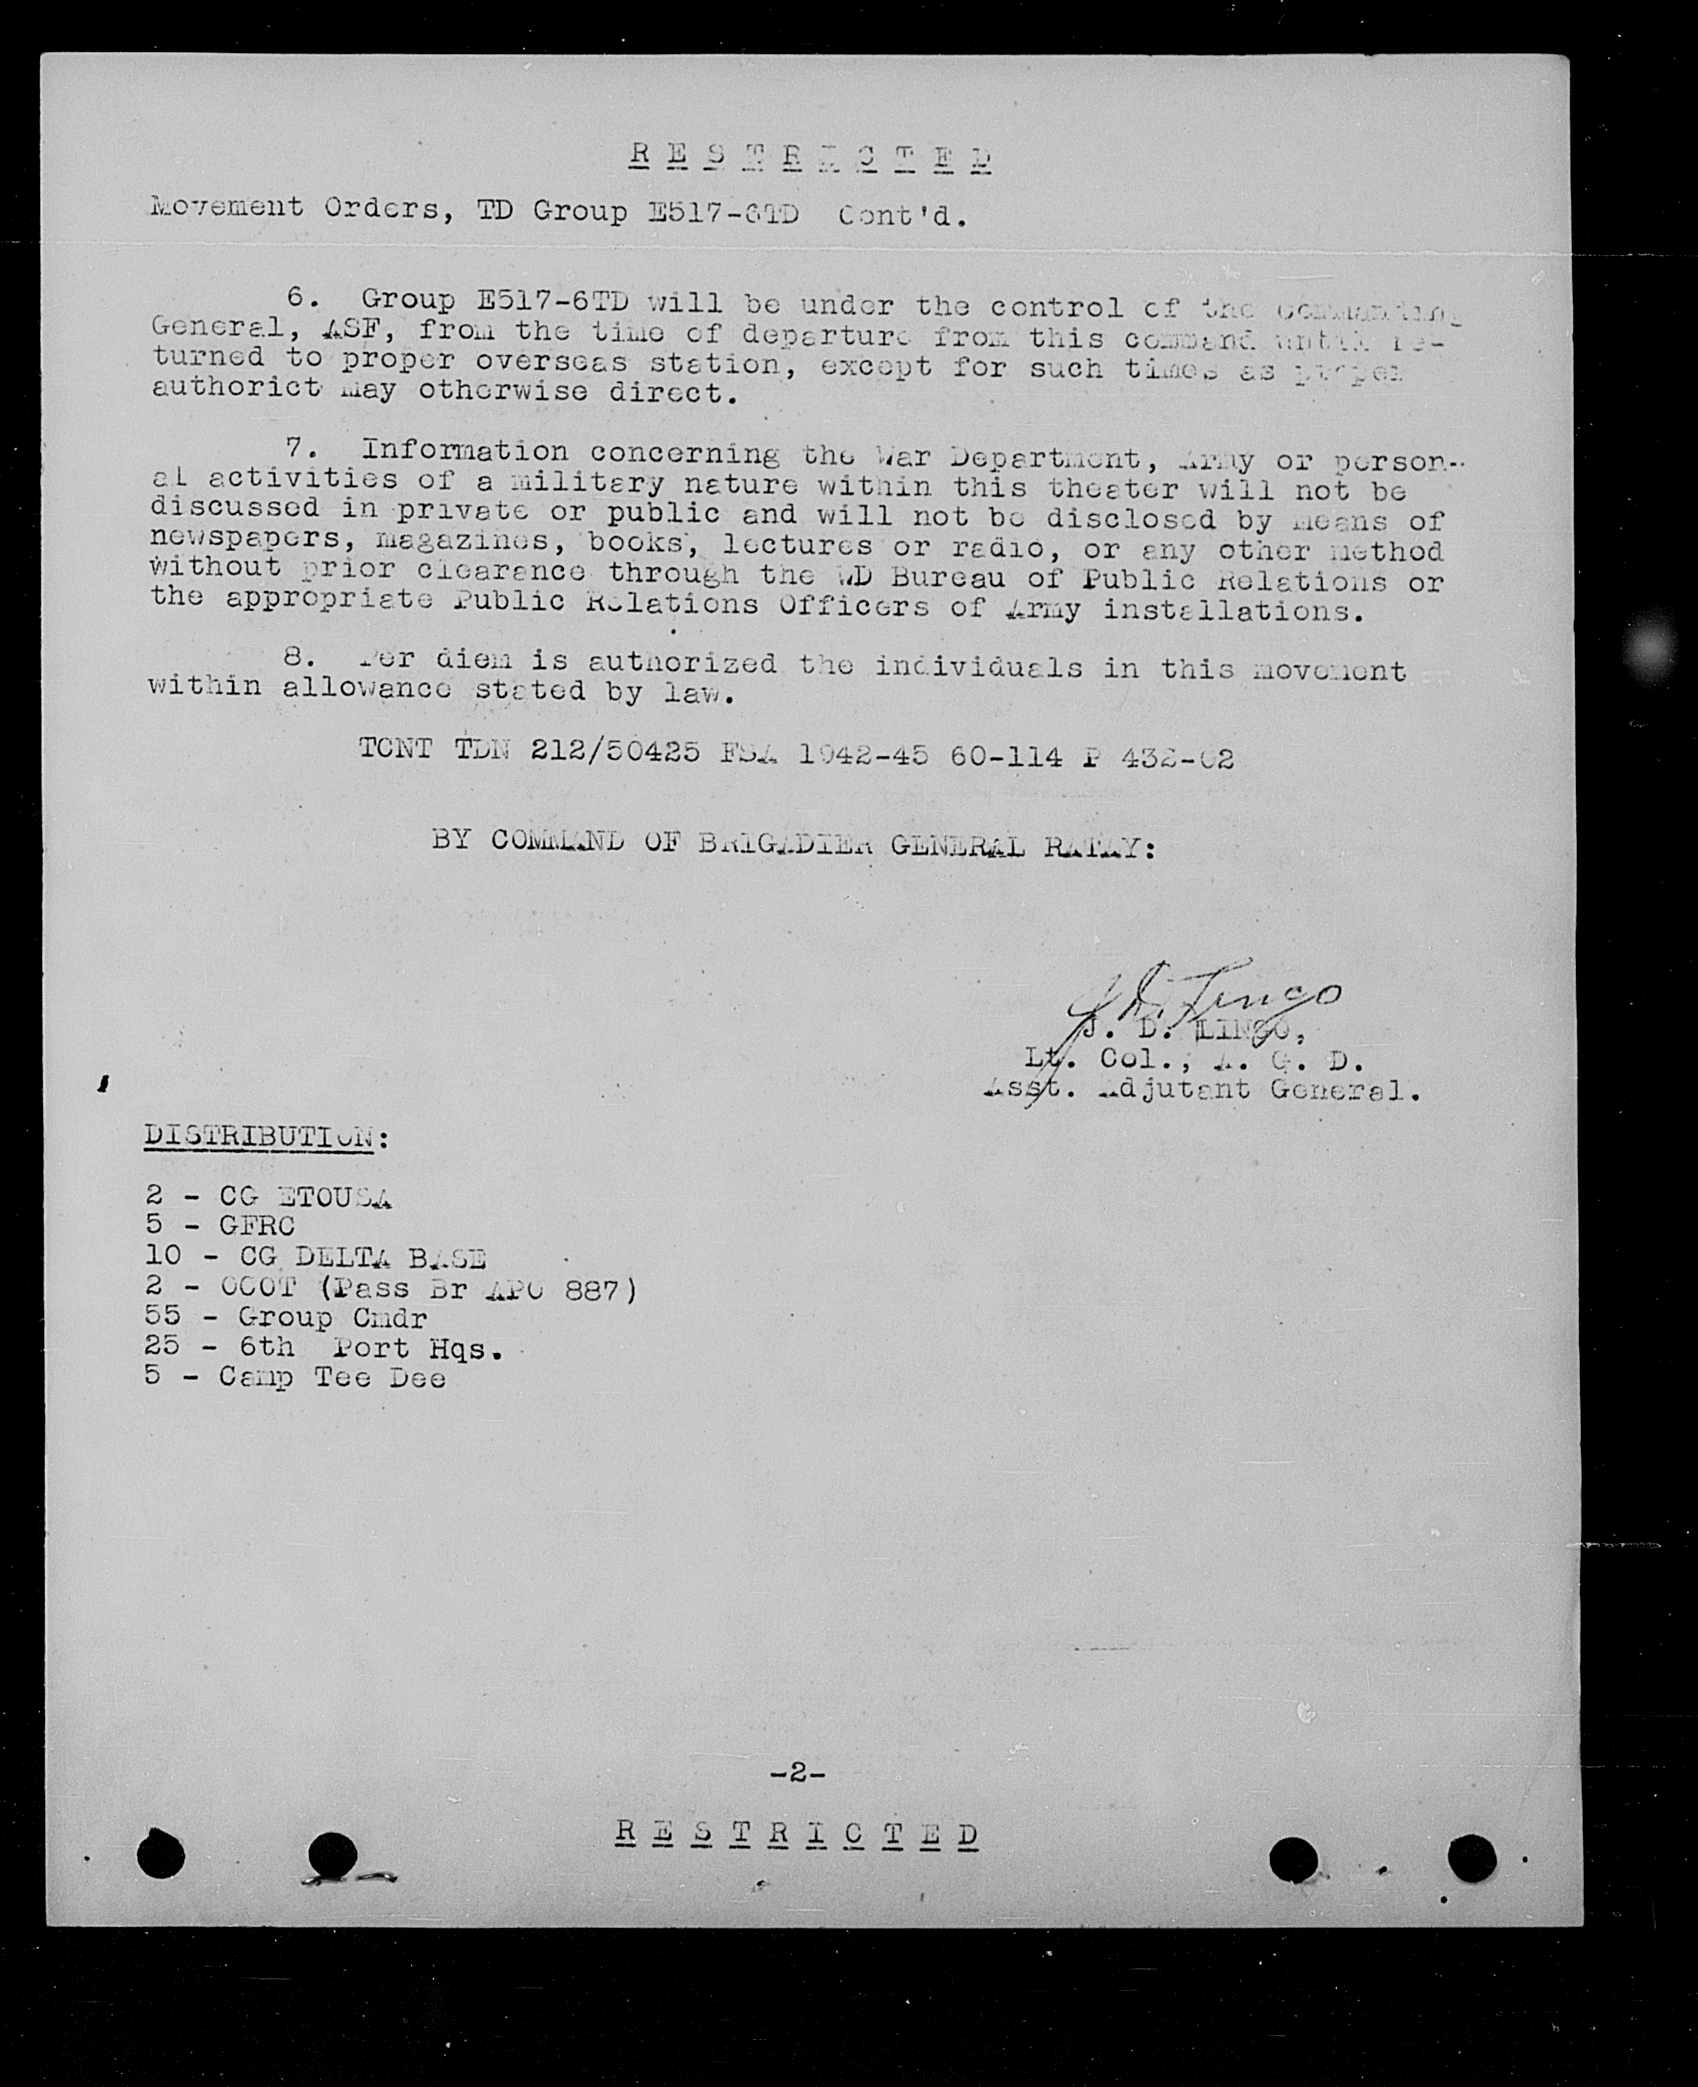 R E S T R I C T E D
Movement Orders, TD Group E517-6TD Cont'd.
6. Group E517-6TD will be under the control of the Commanding
General, ASF, from the time of departure from this command until re-
turned to proper overseas station, except for such times as proper
authorict may otherwise direct.
7. Information concerning the War Department, Army or person-
al activities of a military nature within this theater will not be
discussed in private or public and will not be disclosed by means of
newspapers, magazines, books, lectures or radio, or any other method
without prior clearance through the WD Bureau of Public Relations or
the appropriate Public Relations Officers of Army installations.
8. Per diem is authorized the individuals in this movement
within allowance stated by law.
TCNT TDN 212/50425 FSA 1942-45 60-114 P 432-02
BY COMMAND OF BRIGADIER GENERAL RATAY:
J D. Lingo
J. D. LINGO,
Lt. Col., A. G. D.
Asst. Adjutant General.
DISTRIBUTION:
2 - CG ETOUSA
5 - GFRC
10 - CG DELTA BASE
2 - OCOT (Pass Br APO 887)
55 - Group Cmdr
25 - 6th Port Hqs.
5 - Camp Tee Dee
-2-
R E S T R I C T E D